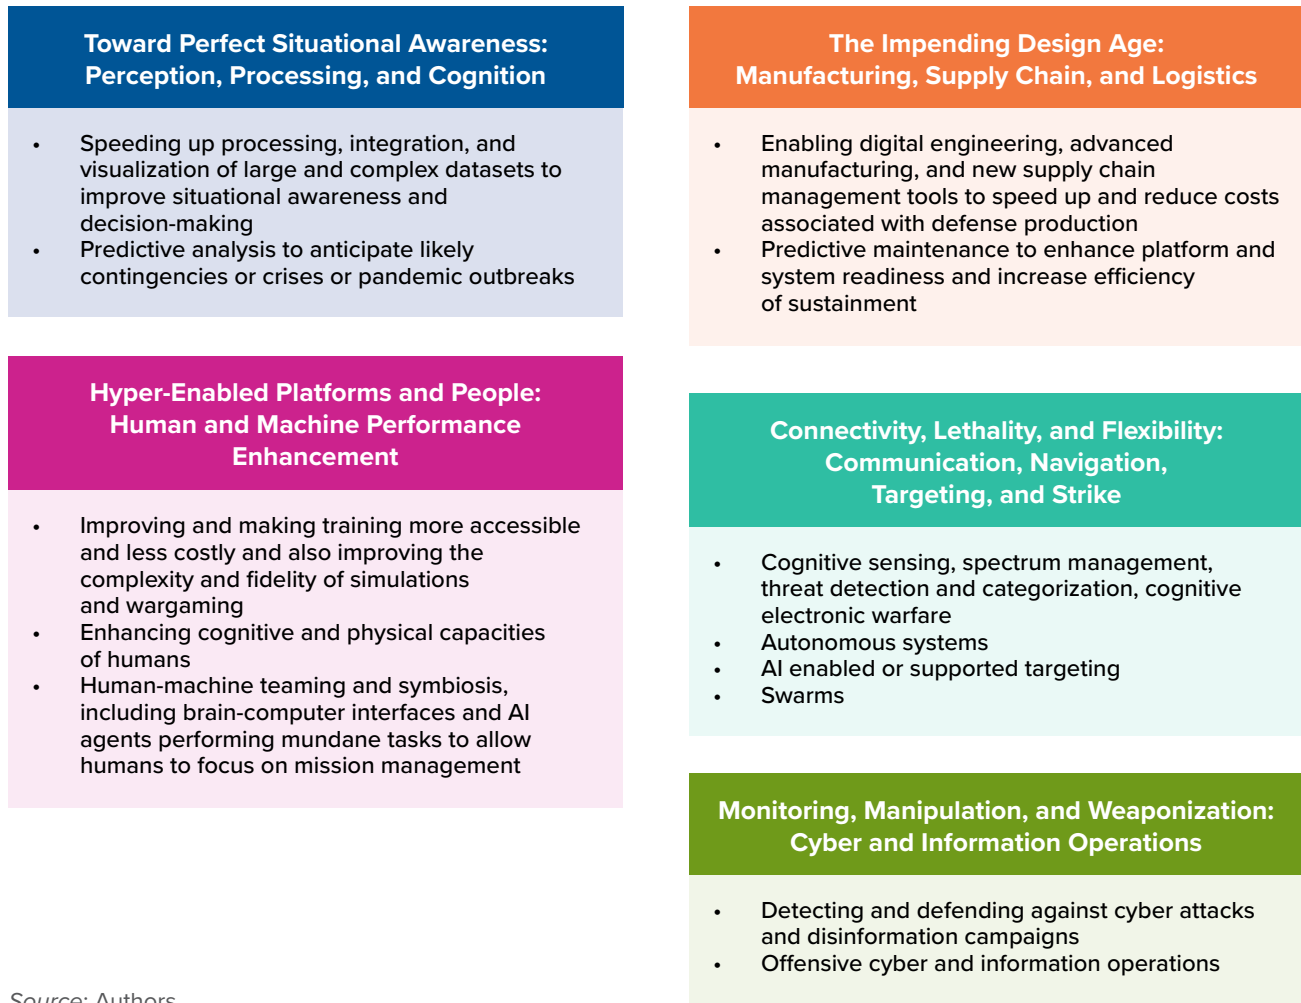 Toward Perfect Situational Awareness:
Perception, Processing, and Cognition
• Speeding up processing, integration, and
visualization of large and complex datasets to
improve situational awareness and
decision-making
• Predictive analysis to anticipate likely
contingencies or crises or pandemic outbreaks
Hyper-Enabled Platforms and People:
Human and Machine Performance
Enhancement
• Improving and making training more accessible
and less costly and also improving the
complexity and fidelity of simulations
and wargaming
• Enhancing cognitive and physical capacities
of humans
• Human-machine teaming and symbiosis,
including brain-computer interfaces and AI
agents performing mundane tasks to allow
humans to focus on mission management
The Impending Design Age:
Manufacturing, Supply Chain, and Logistics
• Enabling digital engineering, advanced
manufacturing, and new supply chain
management tools to speed up and reduce costs
associated with defense production
• Predictive maintenance to enhance platform and
system readiness and increase efficiency
of sustainment
Connectivity, Lethality, and Flexibility:
Communication, Navigation,
Targeting, and Strike
• Cognitive sensing, spectrum management,
threat detection and categorization, cognitive
electronic warfare
• Autonomous systems
• AI enabled or supported targeting
• Swarms
Monitoring, Manipulation, and Weaponization:
Cyber and Information Operations
• Detecting and defending against cyber attacks
and disinformation campaigns
• Offensive cyber and information operations
Source: Authors